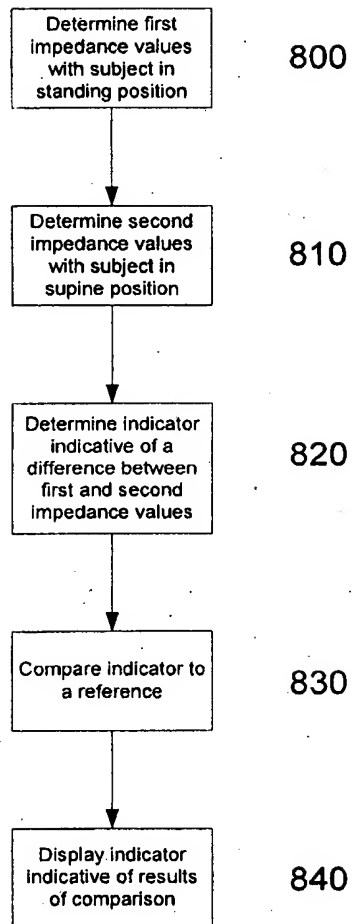 Determine first
impedance values
with subject in
standing position
800
Determine second
impedance values
with subject in
supine position
810
Determine indicator
indicative of a
difference between
first and second
impedance values
820
Compare indicator to
a reference
830
Display indicator
indicative of results
of comparison
840